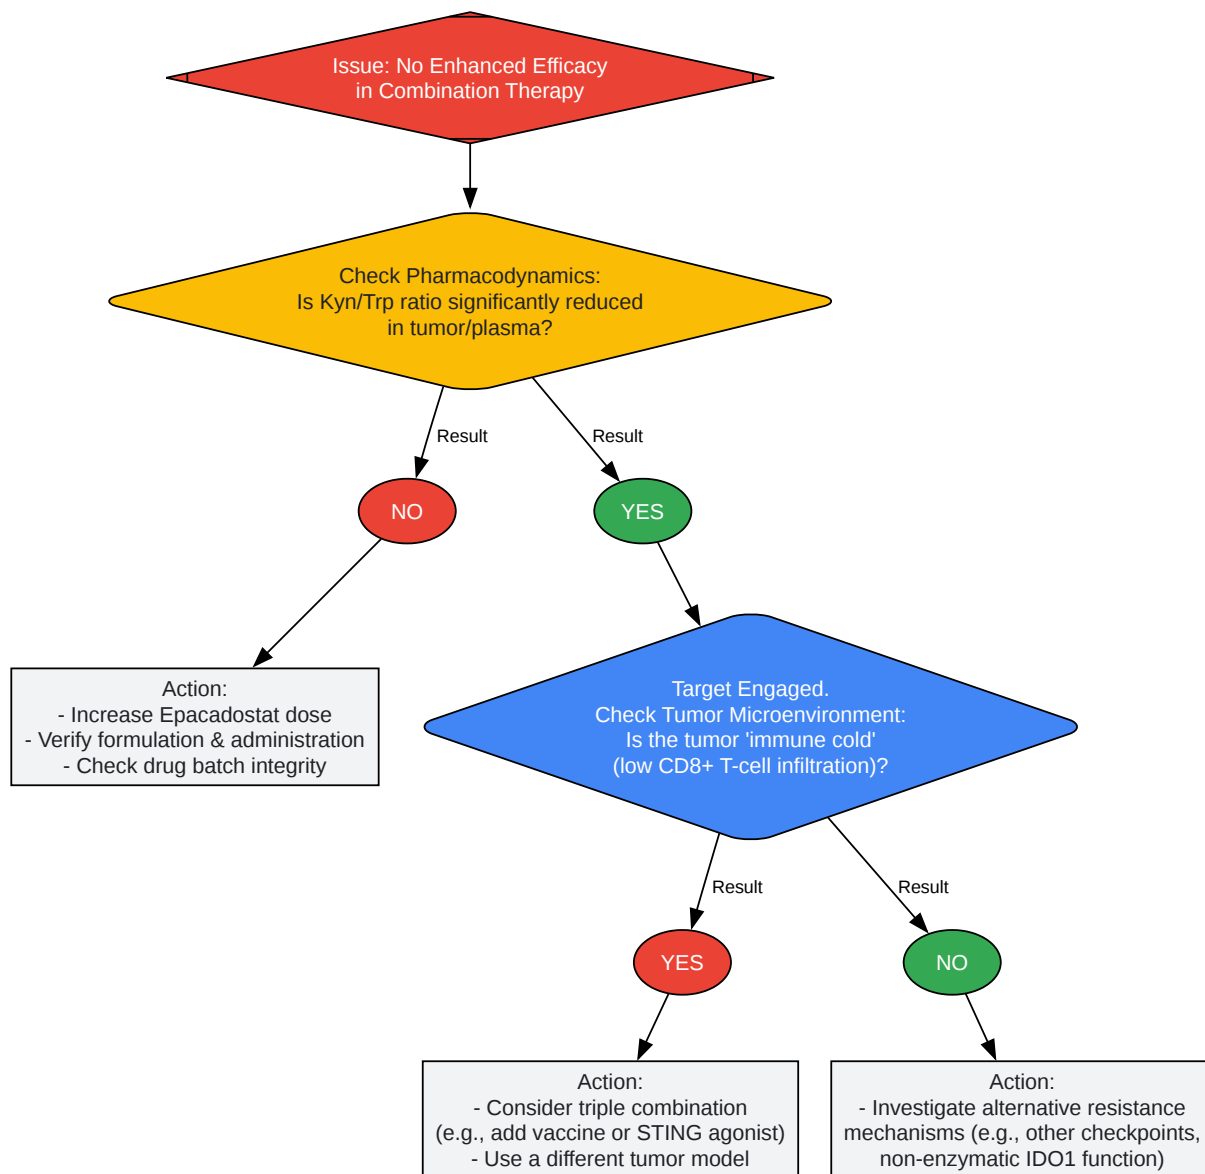 Issue: No Enhanced Efficacy
in Combination Therapy
Check Pharmacodynamics:
Is Kyn/Trp ratio significantly reduced
in tumor/plasma?
Result
Result
NO
YES
Action:
- Increase Epacadostat dose
- Verify formulation & administration
- Check drug batch integrity
Target Engaged.
Check Tumor Microenvironment:
Is the tumor 'immune cold'
(low CD8+ T-cell infiltration)?
Result
Result
YES
NO
Action:
- Consider triple combination
(e.g., add vaccine or STING agonist)
- Use a different tumor model
Action:
- Investigate alternative resistance
mechanisms (e.g., other checkpoints,
non-enzymatic IDO1 function)